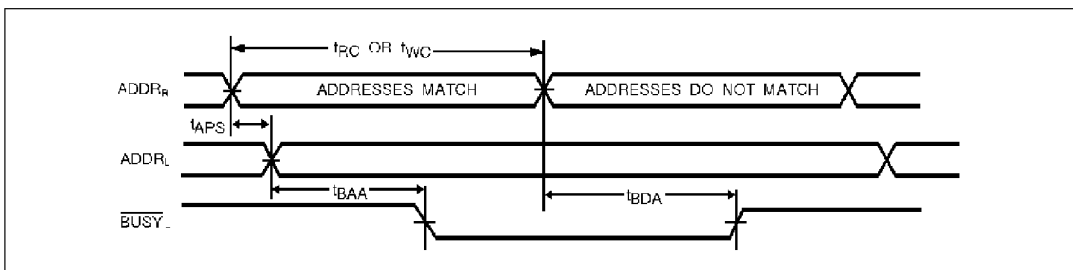 tRC OR tWC
ADDRR
ADDRESSES MATCH
ADDRESSES DO NOT MATCH
tAPS
ADDRL
tBAA
tBDA
BUSYL